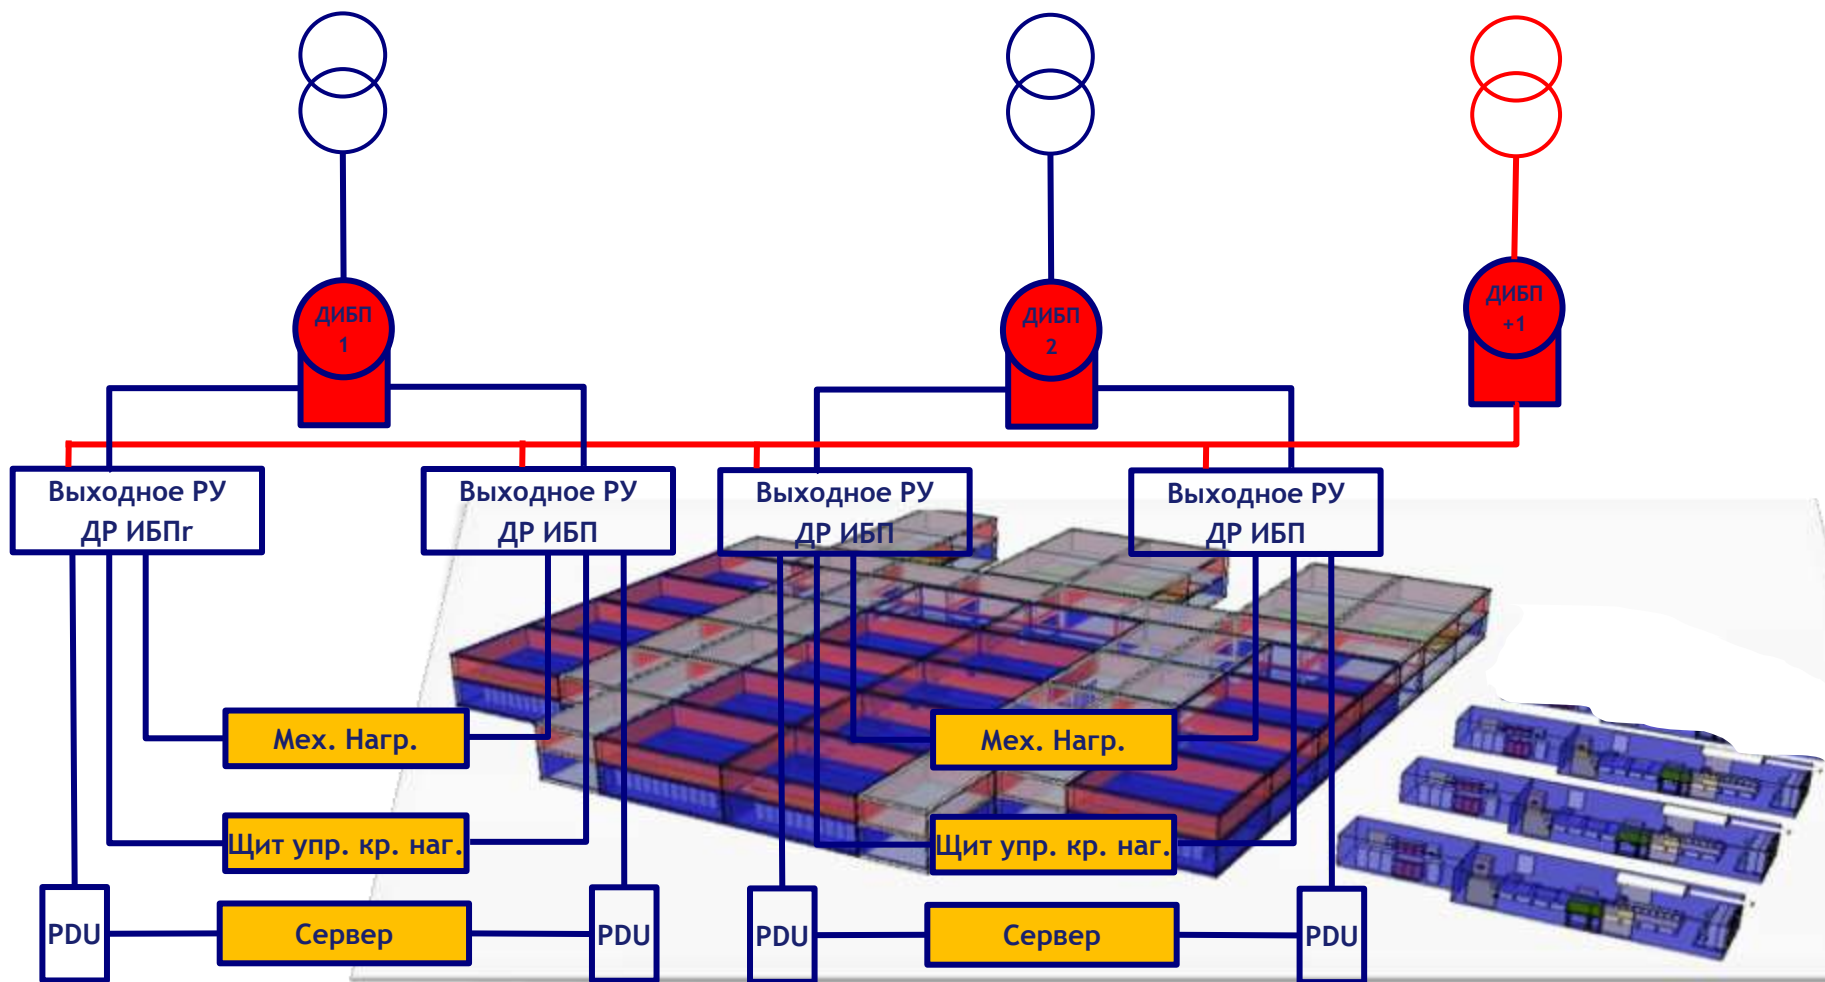 ДИБП
1
ДИБП
2
ДИБП
+1
Выходное РУ
ДР ИБПr
Выходное РУ
ДР ИБП
Выходное РУ
ДР ИБП
Выходное РУ
ДР ИБП
Мех. Нагр.
Мех. Нагр.
Щит упр. кр. наг.
Щит упр. кр. наг.
PDU
Сервер
PDU
PDU
Сервер
PDU